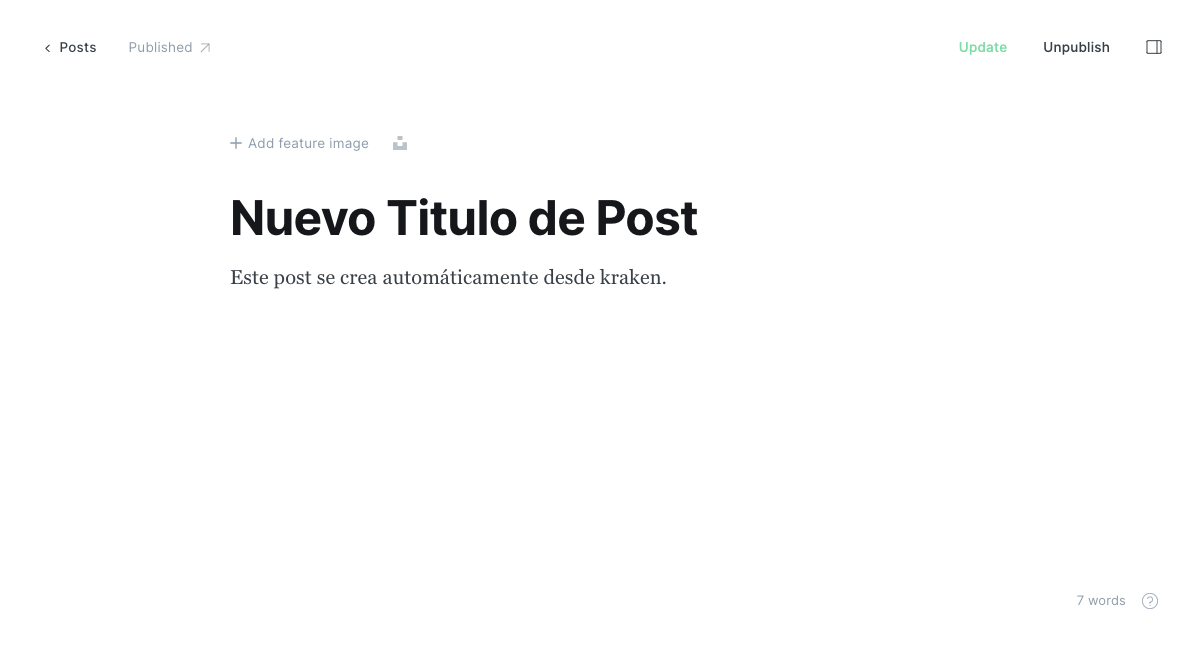 Posts
Published
Update
Unpublish
Add feature image
Nuevo Titulo de Post
Este post se crea automáticamente desde kraken.
7 words
?